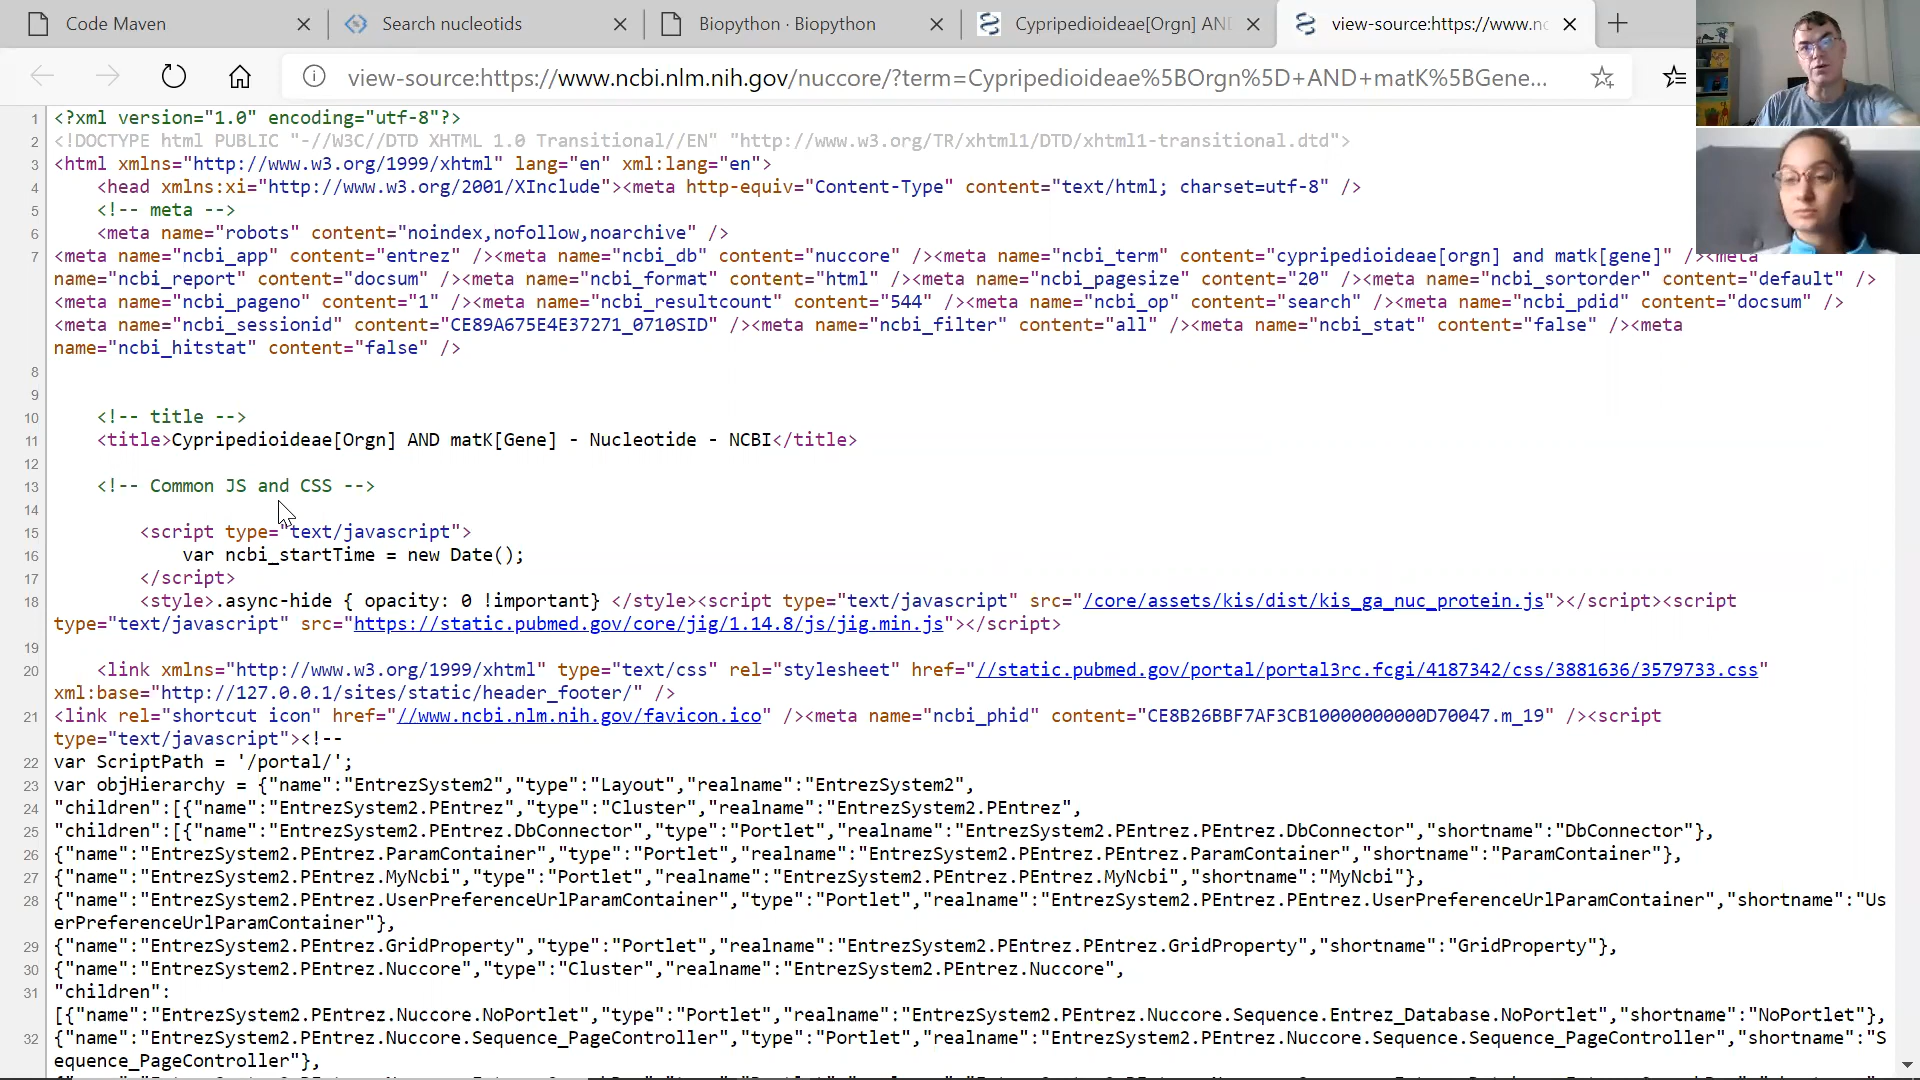 Code Maven
Search nucleotids
Biopython · Biopython
Cypripedioideae[Orgn] AN
view-source:https://www.nc
view-source:https://www.ncbi.nlm.nih.gov/nuccore/?term=Cypripedioideae%5BOrgn%5D+AND+matK%5BGene...
1 <?xml version="1.0" encoding="utf-8"?>
2 <!DOCTYPE html PUBLIC "-//W3C//DTD XHTML 1.0 Transitional//EN" "http://www.w3.org/TR/xhtml1/DTD/xhtml1-transitional.dtd">
3 <html xmlns="http://www.w3.org/1999/xhtml" lang="en" xml:lang="en">
4 <head xmlns:xi="http://www.w3.org/2001/XInclude"><meta http-equiv="Content-Type" content="text/html; charset=utf-8" />
5 <!-- meta -->
6 <meta name="robots" content="noindex,nofollow,noarchive" />
7 <meta name="ncbi_app" content="entrez" /><meta name="ncbi_db" content="nuccore" /><meta name="ncbi_term" content="cypripedioideae[orgn] and matk[gene]" /><meta
name="ncbi_report" content="docsum" /><meta name="ncbi_format" content="html" /><meta name="ncbi_pagesize" content="20" /><meta name="ncbi_sortorder" content="default" />
<meta name="ncbi_pageno" content="1" /><meta name="ncbi_resultcount" content="544" /><meta name="ncbi_op" content="search" /><meta name="ncbi_pdid" content="docsum" />
<meta name="ncbi_sessionid" content="CE89A675E4E37271_0710SID" /><meta name="ncbi_filter" content="all" /><meta name="ncbi_stat" content="false" /><meta
name="ncbi_hitstat" content="false" />
8
9
10 <!-- title -->
11 <title>Cypripedioideae[Orgn] AND matK[Gene] - Nucleotide - NCBI</title>
12
13 <!-- Common JS and CSS -->
14
15 <script type="text/javascript">
16 var ncbi_startTime = new Date();
17 </script>
18 <style>.async-hide { opacity: 0 !important} </style><script type="text/javascript" src="/core/assets/kis/dist/kis_ga_nuc_protein.js"></script><script
type="text/javascript" src="https://static.pubmed.gov/core/jig/1.14.8/js/jig.min.js"></script>
19
20 <link xmlns="http://www.w3.org/1999/xhtml" type="text/css" rel="stylesheet" href="//static.pubmed.gov/portal/portal3rc.fcgi/4187342/css/3881636/3579733.css"
xml:base="http://127.0.0.1/sites/static/header_footer/" />
21 <link rel="shortcut icon" href="//www.ncbi.nlm.nih.gov/favicon.ico" /><meta name="ncbi_phid" content="CE8B26BBF7AF3CB10000000000D70047.m_19" /><script
type="text/javascript"><!--
22 var ScriptPath = '/portal/';
23 var objHierarchy = {"name":"EntrezSystem2","type":"Layout","realname":"EntrezSystem2",
24 "children":[{"name":"EntrezSystem2.PEntrez","type":"Cluster","realname":"EntrezSystem2.PEntrez",
25 "children":[{"name":"EntrezSystem2.PEntrez.DbConnector","type":"Portlet","realname":"EntrezSystem2.PEntrez.PEntrez.DbConnector","shortname":"DbConnector"},
26 {"name":"EntrezSystem2.PEntrez.ParamContainer","type":"Portlet","realname":"EntrezSystem2.PEntrez.PEntrez.ParamContainer","shortname":"ParamContainer"},
27 {"name":"EntrezSystem2.PEntrez.MyNcbi","type":"Portlet","realname":"EntrezSystem2.PEntrez.PEntrez.MyNcbi","shortname":"MyNcbi"},
28 {"name":"EntrezSystem2.PEntrez.UserPreferenceUrlParamContainer","type":"Portlet","realname":"EntrezSystem2.PEntrez.PEntrez.UserPreferenceUrlParamContainer","shortname":"Us
erPreferenceUrlParamContainer"},
29 {"name":"EntrezSystem2.PEntrez.GridProperty","type":"Portlet","realname":"EntrezSystem2.PEntrez.PEntrez.GridProperty","shortname":"GridProperty"},
30 {"name":"EntrezSystem2.PEntrez.Nuccore","type":"Cluster","realname":"EntrezSystem2.PEntrez.Nuccore",
31 "children":
[{"name":"EntrezSystem2.PEntrez.Nuccore.NoPortlet","type":"Portlet","realname":"EntrezSystem2.PEntrez.Nuccore.Sequence.Entrez_Database.NoPortlet","shortname":"NoPortlet"},
32 {"name":"EntrezSystem2.PEntrez.Nuccore.Sequence_PageController","type":"Portlet","realname":"EntrezSystem2.PEntrez.Nuccore.Sequence.Sequence_PageController","shortname":"S
equence_PageController"},